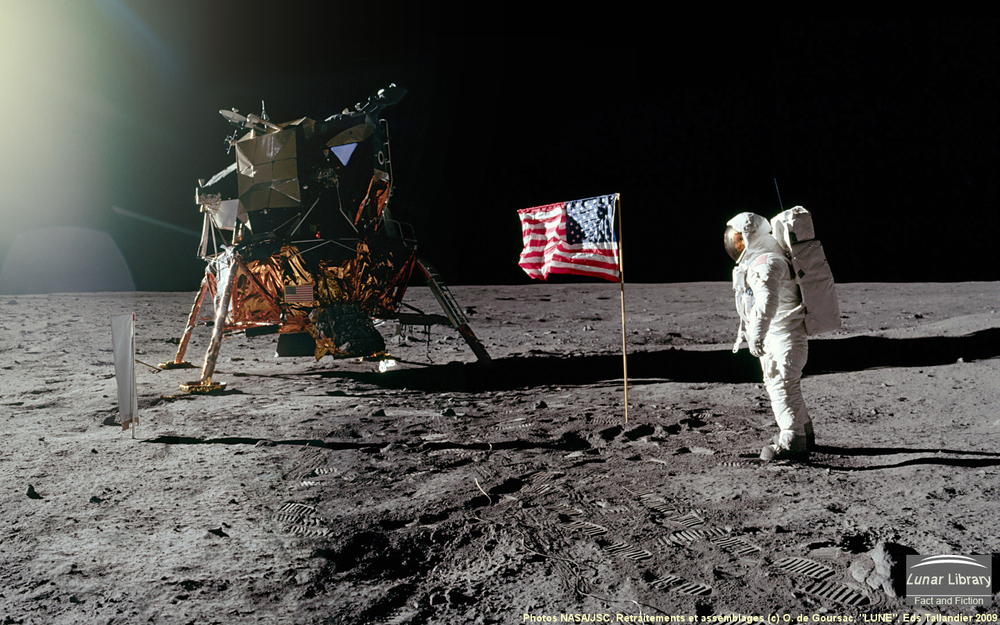 Lunar Library
Fact and Fiction
Photos NASA/JSC, Retraitements et assemblages (c) O. de Goursac, "LUNE", Eds Tallandier 2009